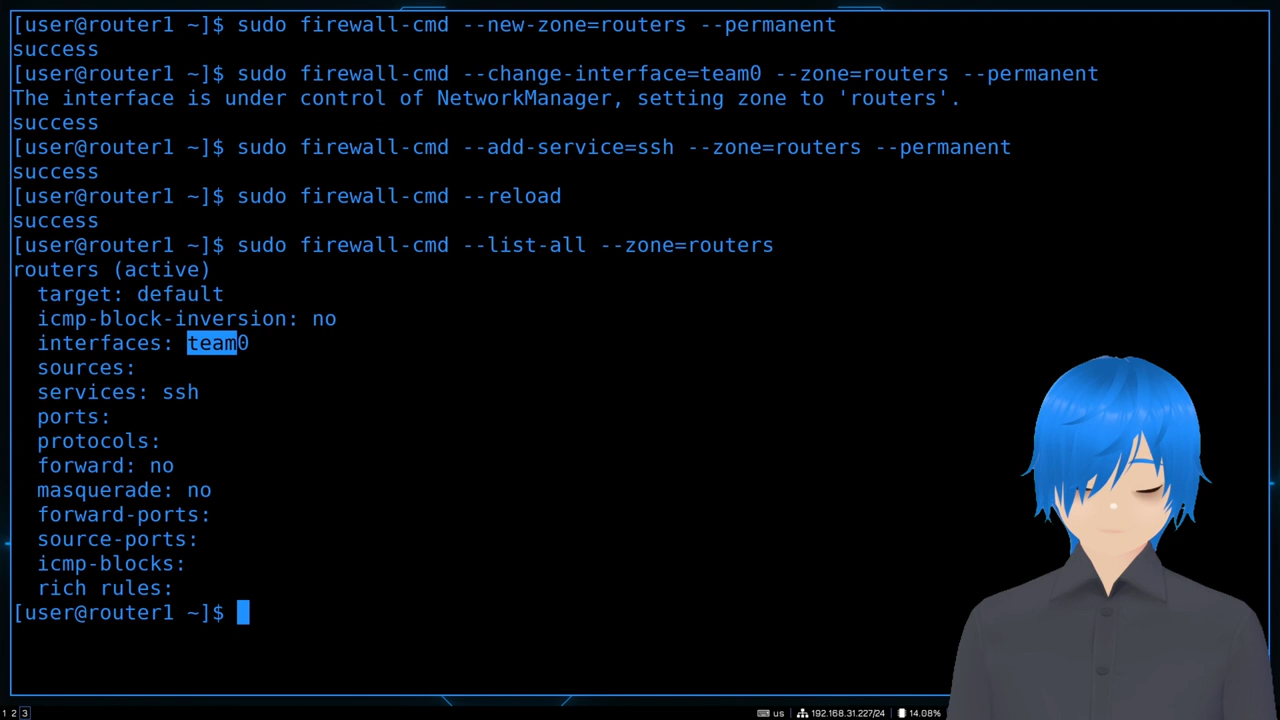 [user@router1 ~]$ sudo firewall-cmd --new-zone=routers --permanent
success
[user@router1 ~]$ sudo firewall-cmd --change-interface=team0 --zone=routers --permanent
The interface is under control of NetworkManager, setting zone to 'routers'.
success
[user@router1 ~]$ sudo firewall-cmd --add-service=ssh --zone=routers --permanent
success
[user@router1 ~]$ sudo firewall-cmd --reload
success
[user@router1 ~]$ sudo firewall-cmd --list-all --zone=routers
routers (active)
  target: default
  icmp-block-inversion: no
  interfaces: team0
  sources:
  services: ssh
  ports:
  protocols:
  forward: no
  masquerade: no
  forward-ports:
  source-ports:
  icmp-blocks:
  rich rules:
[user@router1 ~]$
1 2 3 us 192.168.31.227/24 14.08%